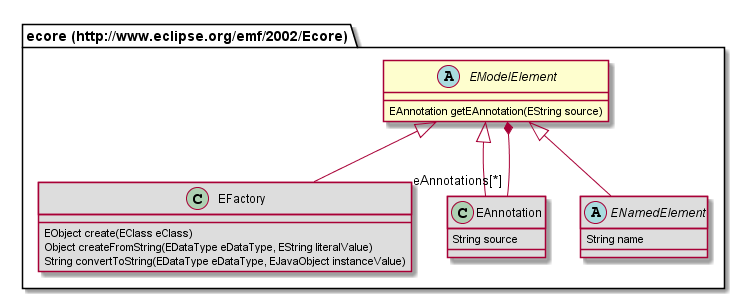 ecore (http://www.eclipse.org/emf/2002/Ecore)
A EModelElement
EAnnotation getEAnnotation(EString source)
eAnnotations[*]
C EFactory
EObject create(EClass eClass)
Object createFromString(EDataType eDataType, EString literalValue)
String convertToString(EDataType eDataType, EJavaObject instanceValue)
C EAnnotation
String source
A ENamedElement
String name